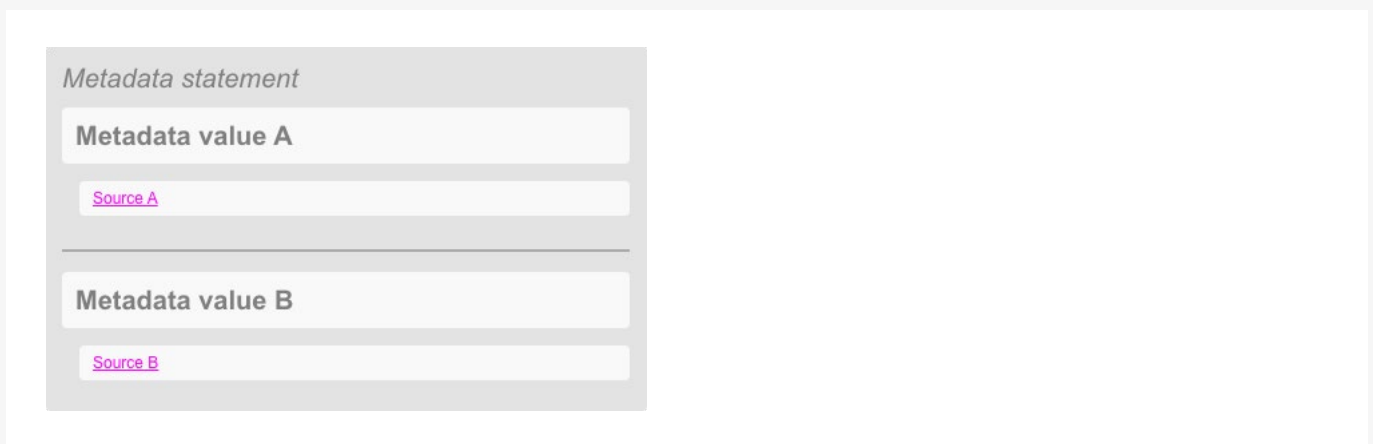 Metadata statement
Metadata value A
Source A
Metadata value B
Source B